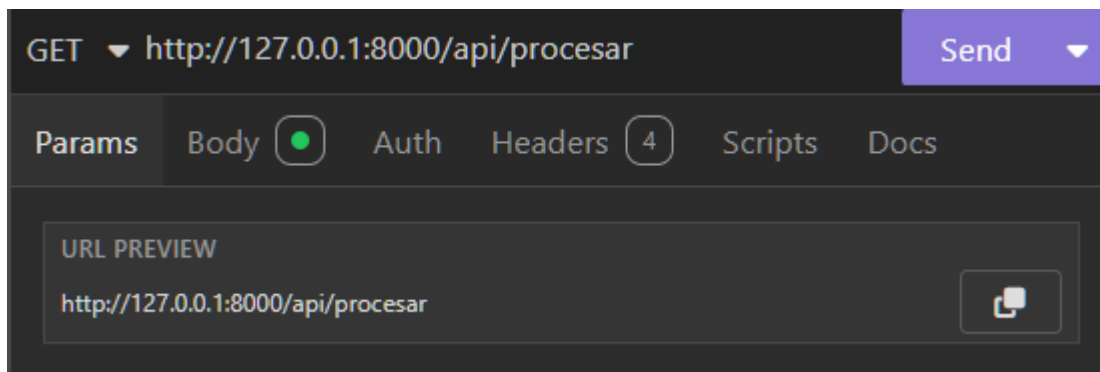 GET http://127.0.0.1:8000/api/procesar Send
Params Body Auth Headers 4 Scripts Docs
URL PREVIEW
http://127.0.0.1:8000/api/procesar